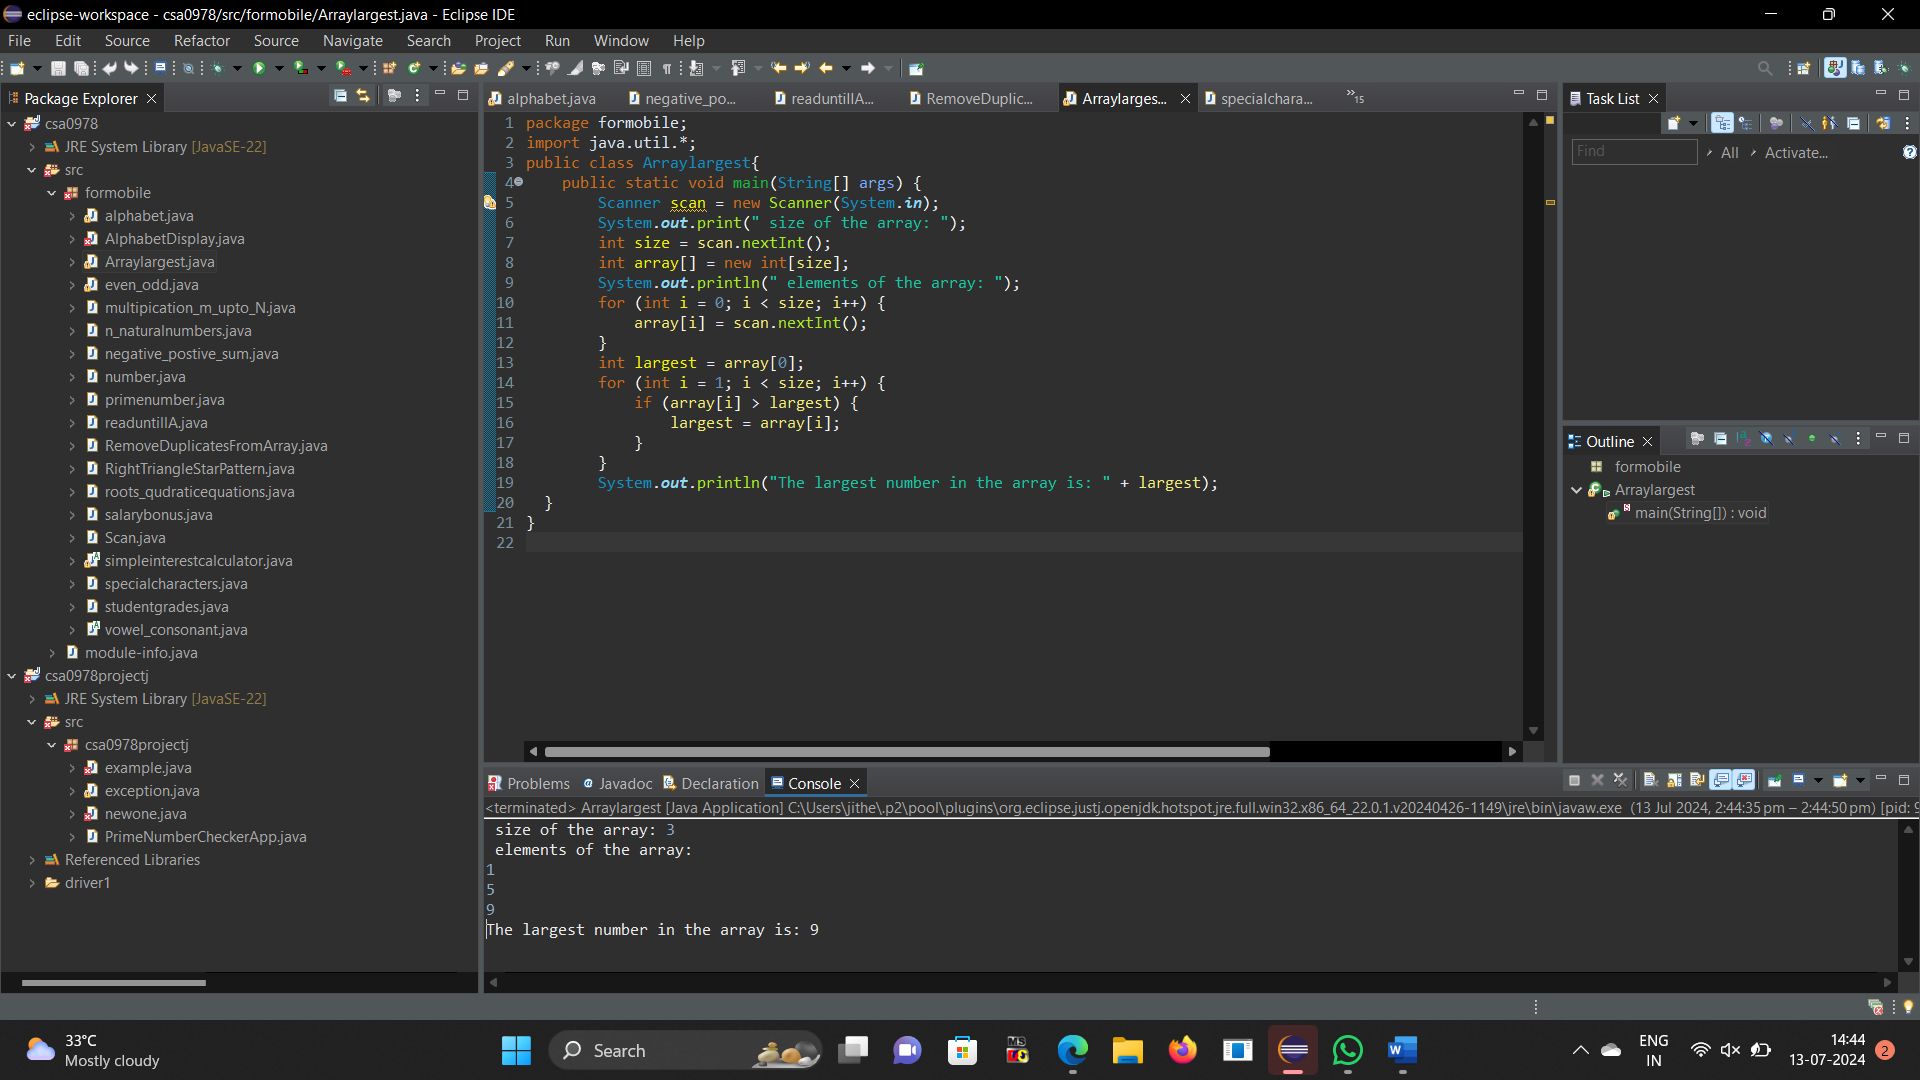 eclipse-workspace - csa0978/src/formobile/Arraylargest.java - Eclipse IDE
File Edit Source Refactor Source Navigate Search Project Run Window Help
Package Explorer
csa0978
JRE System Library [JavaSE-22]
src
formobile
alphabet.java
AlphabetDisplay.java
Arraylargest.java
even_odd.java
multipication_m_upto_N.java
n_naturalnumbers.java
negative_postive_sum.java
number.java
primenumber.java
readuntillA.java
RemoveDuplicatesFromArray.java
RightTriangleStarPattern.java
roots_qudraticequations.java
salarybonus.java
Scan.java
simpleinterestcalculator.java
specialcharacters.java
studentgrades.java
vowel_consonant.java
module-info.java
csa0978projectj
JRE System Library [JavaSE-22]
src
csa0978projectj
example.java
exception.java
newone.java
PrimeNumberCheckerApp.java
Referenced Libraries
driver1
alphabet.java negative_po... readuntillA... RemoveDuplic... Arraylarges... specialchara... »15
1 package formobile;
2 import java.util.*;
3 public class Arraylargest{
4 public static void main(String[] args) {
5 Scanner scan = new Scanner(System.in);
6 System.out.print(" size of the array: ");
7 int size = scan.nextInt();
8 int array[] = new int[size];
9 System.out.println(" elements of the array: ");
10 for (int i = 0; i < size; i++) {
11 array[i] = scan.nextInt();
12 }
13 int largest = array[0];
14 for (int i = 1; i < size; i++) {
15 if (array[i] > largest) {
16 largest = array[i];
17 }
18 }
19 System.out.println("The largest number in the array is: " + largest);
20 }
21 }
22
Task List
Find All Activate...
Outline
formobile
Arraylargest
main(String[]) : void
Problems Javadoc Declaration Console
<terminated> Arraylargest [Java Application] C:\Users\jithe\.p2\pool\plugins\org.eclipse.justj.openjdk.hotspot.jre.full.win32.x86_64_22.0.1.v20240426-1149\jre\bin\javaw.exe (13 Jul 2024, 2:44:35 pm – 2:44:50 pm) [pid: 9
size of the array: 3
elements of the array:
1
5
9
The largest number in the array is: 9
33°C
Mostly cloudy
Search
ENG
IN
14:44
13-07-2024
2